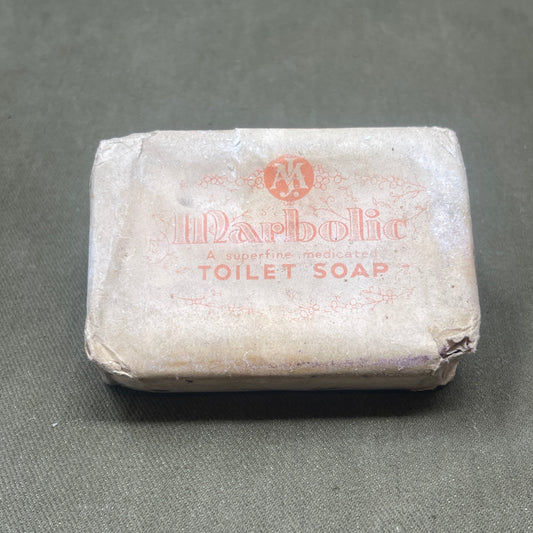 Marbolic
A superfine medicated
TOILET SOAP